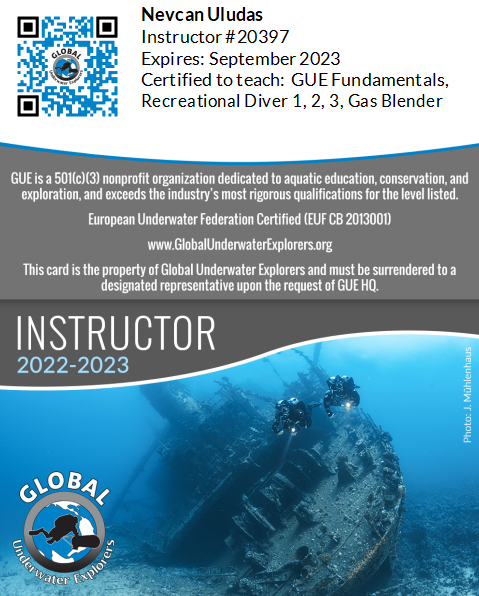 GLOBAL
Underwater Explorers
Nevcan Uludas
Instructor #20397
Expires: September 2023
Certified to teach: GUE Fundamentals,
Recreational Diver 1, 2, 3, Gas Blender
GUE is a 501(c)(3) nonprofit organization dedicated to aquatic education, conservation, and
exploration, and exceeds the industry's most rigorous qualifications for the level listed.
European Underwater Federation Certified (EUF CB 2013001)
www.GlobalUnderwaterExplorers.org
This card is the property of Global Underwater Explorers and must be surrendered to a
designated representative upon the request of GUE HQ.
INSTRUCTOR
2022-2023
Photo: J. Mühlenhaus
GLOBAL
Underwater Explorers